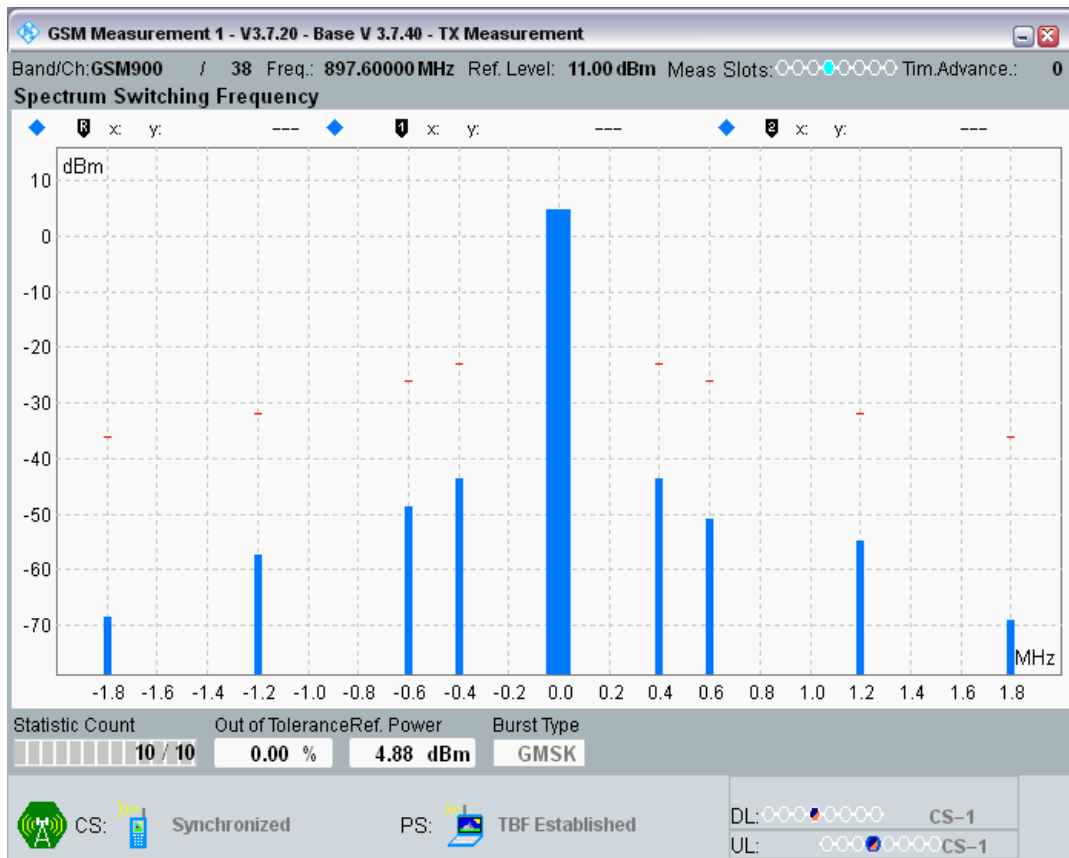 GSM Measurement 1 - V3.7.20 - Base V 3.7.40 - TX Measurement
Band/Ch:GSM900 / 38 Freq.: 897.60000 MHz Ref. Level: 11.00 dBm Meas Slots: Tim.Advance.: 0
Spectrum Switching Frequency
R x: y: --- 1 x: y: --- 2 x: y: ---
dBm
10
0
-10
-20
-30
-40
-50
-60
-70
MHz
-1.8 -1.6 -1.4 -1.2 -1.0 -0.8 -0.6 -0.4 -0.2 0.0 0.2 0.4 0.6 0.8 1.0 1.2 1.4 1.6 1.8
Statistic Count Out of Tolerance Ref. Power Burst Type
10 / 10 0.00 % 4.88 dBm GMSK
CS: Synchronized PS: TBF Established
DL: CS-1
UL: CS-1